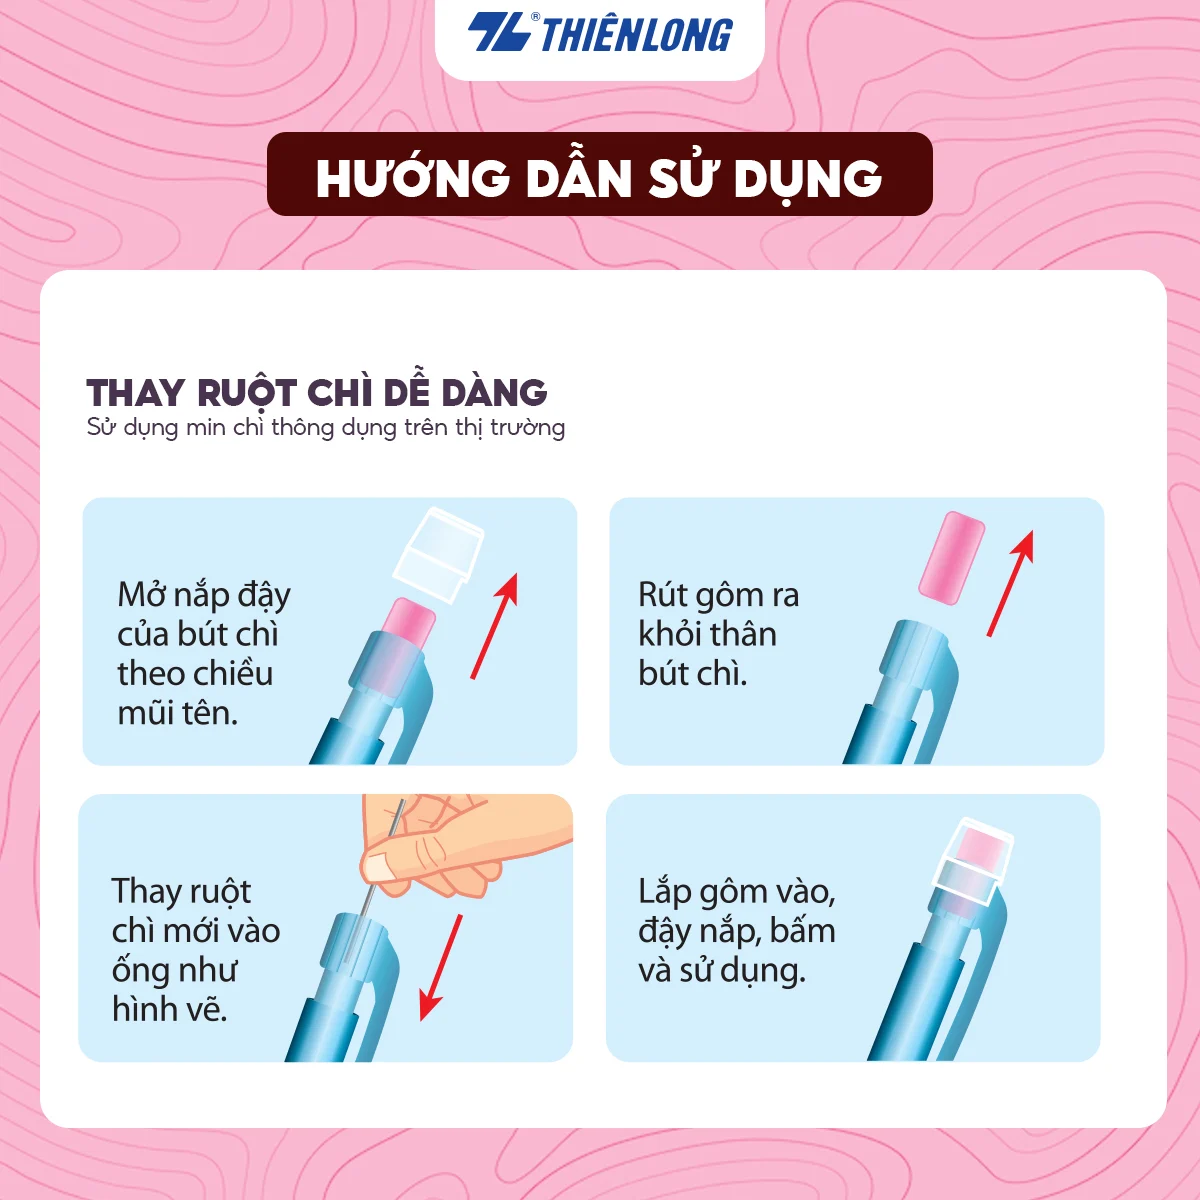 TL® THIÊN LONG
HƯỚNG DẪN SỬ DỤNG
THAY RUỘT CHÌ DỄ DÀNG
Sử dụng min chì thông dụng trên thị trường
Mở nắp đậy
của bút chì
theo chiều
mũi tên.
Rút gôm ra
khỏi thân
bút chì.
Thay ruột
chì mới vào
ống như
hình vẽ.
Lắp gôm vào,
đậy nắp, bấm
và sử dụng.